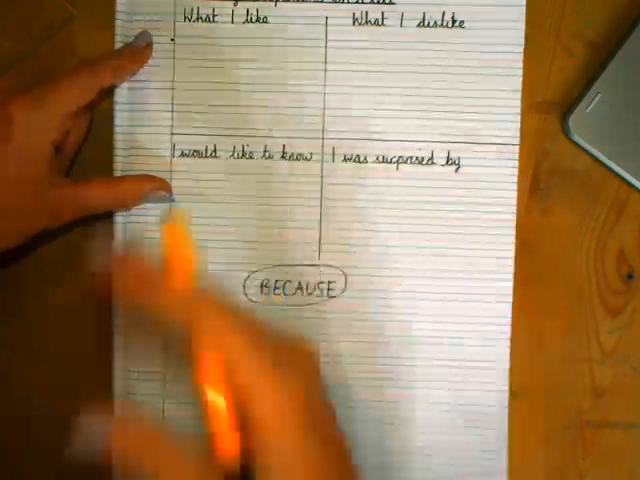 What I like
What I dislike
I would like to know
I was surprised by
BECAUSE